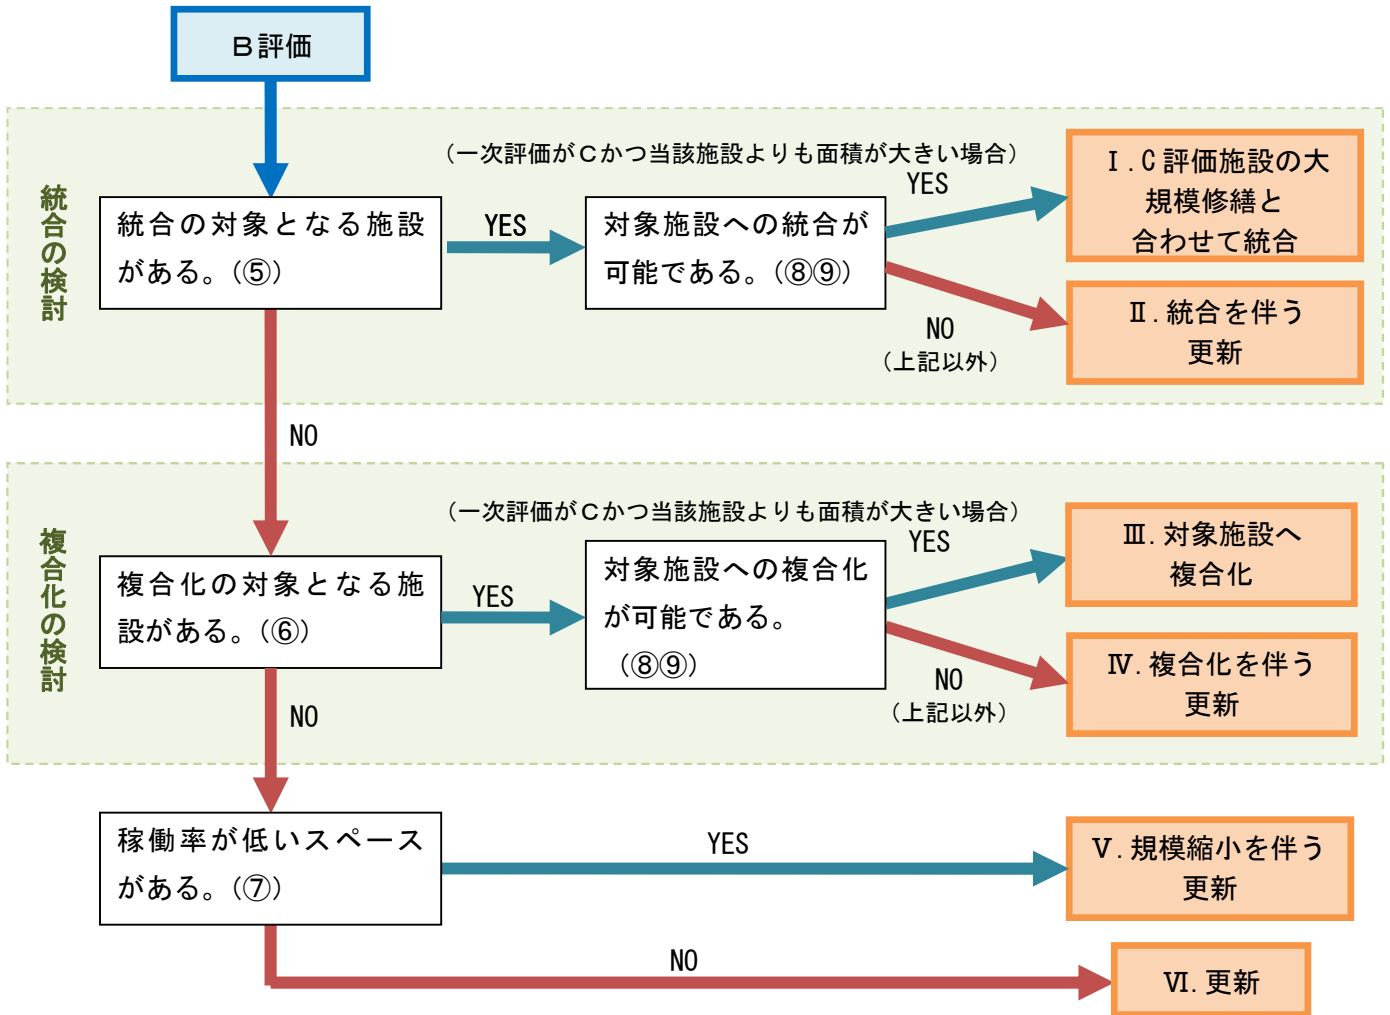 B評価
統合の検討
(一次評価がCかつ当該施設よりも面積が大きい場合)
統合の対象となる施設
がある。(⑤)
YES
対象施設への統合が
可能である。(⑧⑨)
YES
Ⅰ.C評価施設の大
規模修繕と
合わせて統合
NO
(上記以外)
Ⅱ.統合を伴う
更新
NO
複合化の検討
(一次評価がCかつ当該施設よりも面積が大きい場合)
複合化の対象となる施
設がある。(⑥)
YES
対象施設への複合化
が可能である。
(⑧⑨)
YES
Ⅲ.対象施設へ
複合化
NO
(上記以外)
Ⅳ.複合化を伴う
更新
NO
稼働率が低いスペース
がある。(⑦)
YES
Ⅴ.規模縮小を伴う
更新
NO
Ⅵ.更新